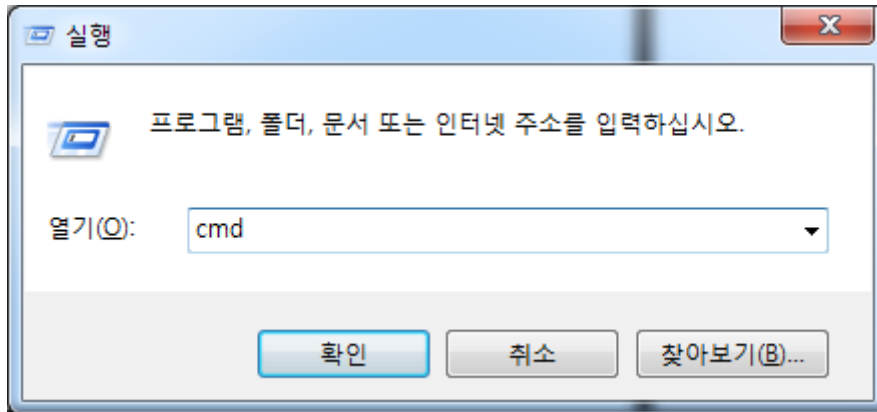 실행
프로그램, 폴더, 문서 또는 인터넷 주소를 입력하십시오.
열기(O): cmd
확인 취소 찾아보기(B)...